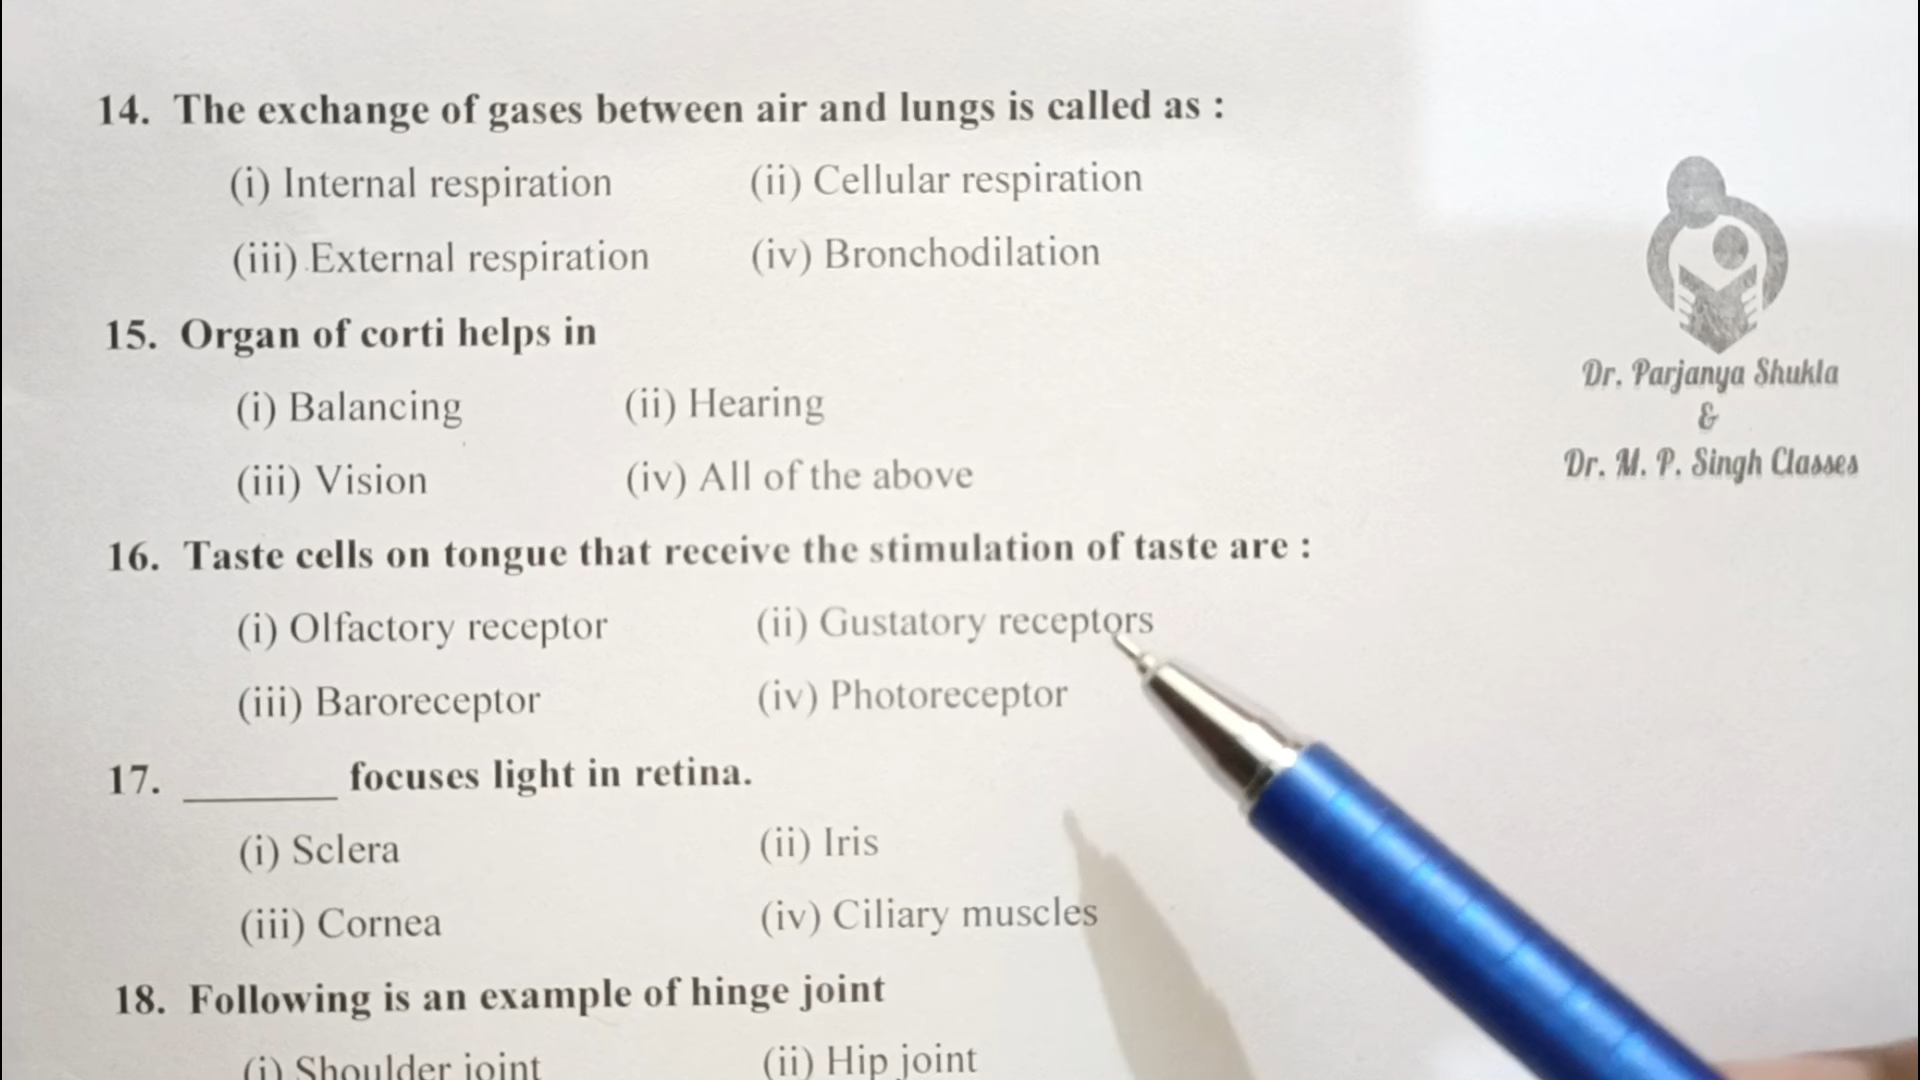 14. The exchange of gases between air and lungs is called as :
(i) Internal respiration (ii) Cellular respiration
(iii) External respiration (iv) Bronchodilation
15. Organ of corti helps in
(i) Balancing (ii) Hearing
(iii) Vision (iv) All of the above
16. Taste cells on tongue that receive the stimulation of taste are :
(i) Olfactory receptor (ii) Gustatory receptors
(iii) Baroreceptor (iv) Photoreceptor
17. ________ focuses light in retina.
(i) Sclera (ii) Iris
(iii) Cornea (iv) Ciliary muscles
18. Following is an example of hinge joint
(i) Shoulder joint (ii) Hip joint
Dr. Parjanya Shukla
&
Dr. M. P. Singh Classes